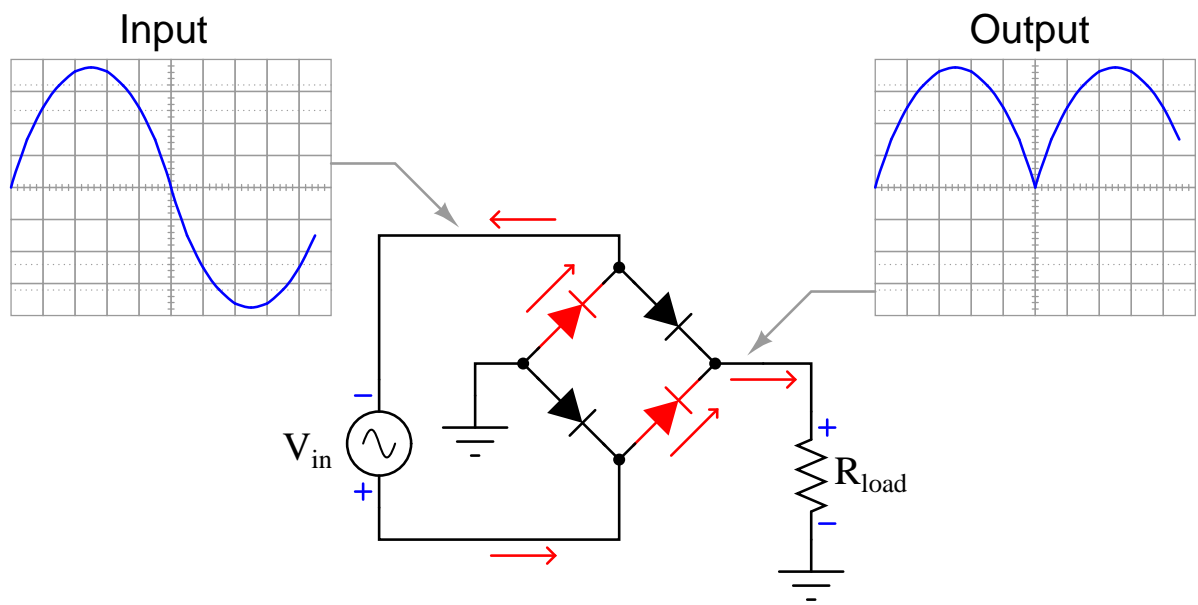 Input
Output
−
V_in
+
+
R_load
−